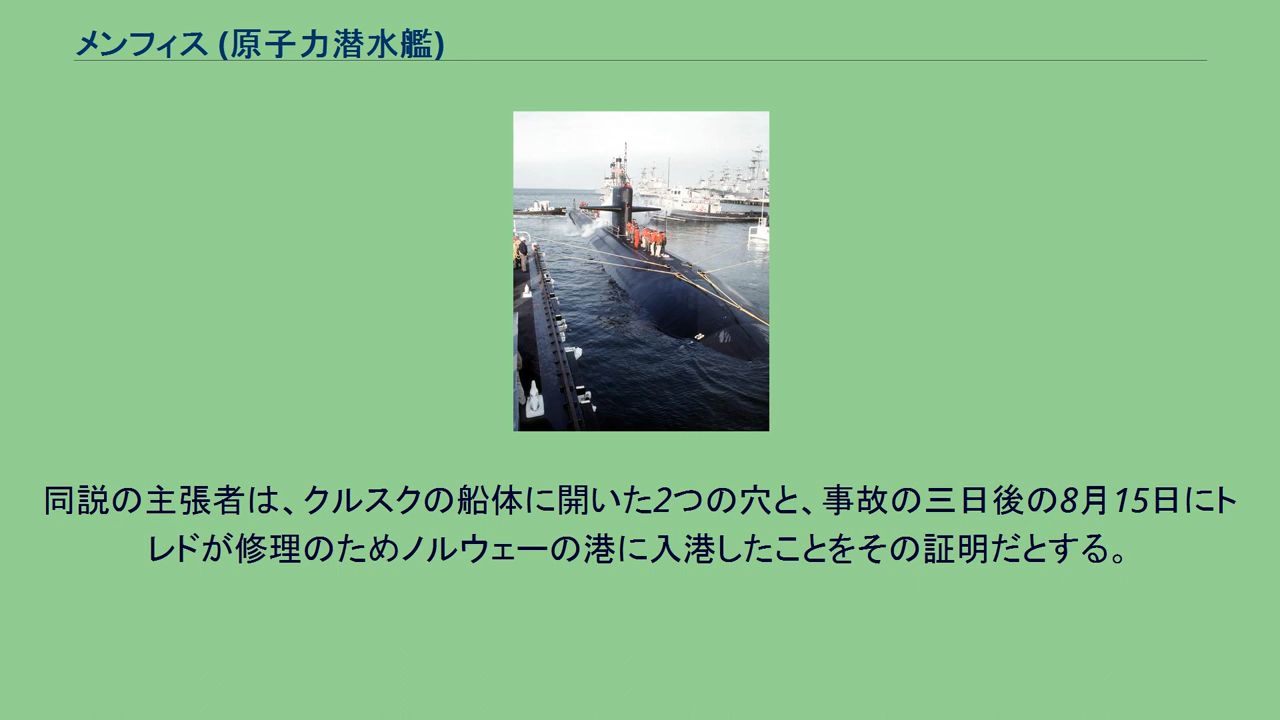 メンフィス (原子力潜水艦)
同説の主張者は、クルスクの船体に開いた2つの穴と、事故の三日後の8月15日にト
レドが修理のためノルウェーの港に入港したことをその証明だとする。